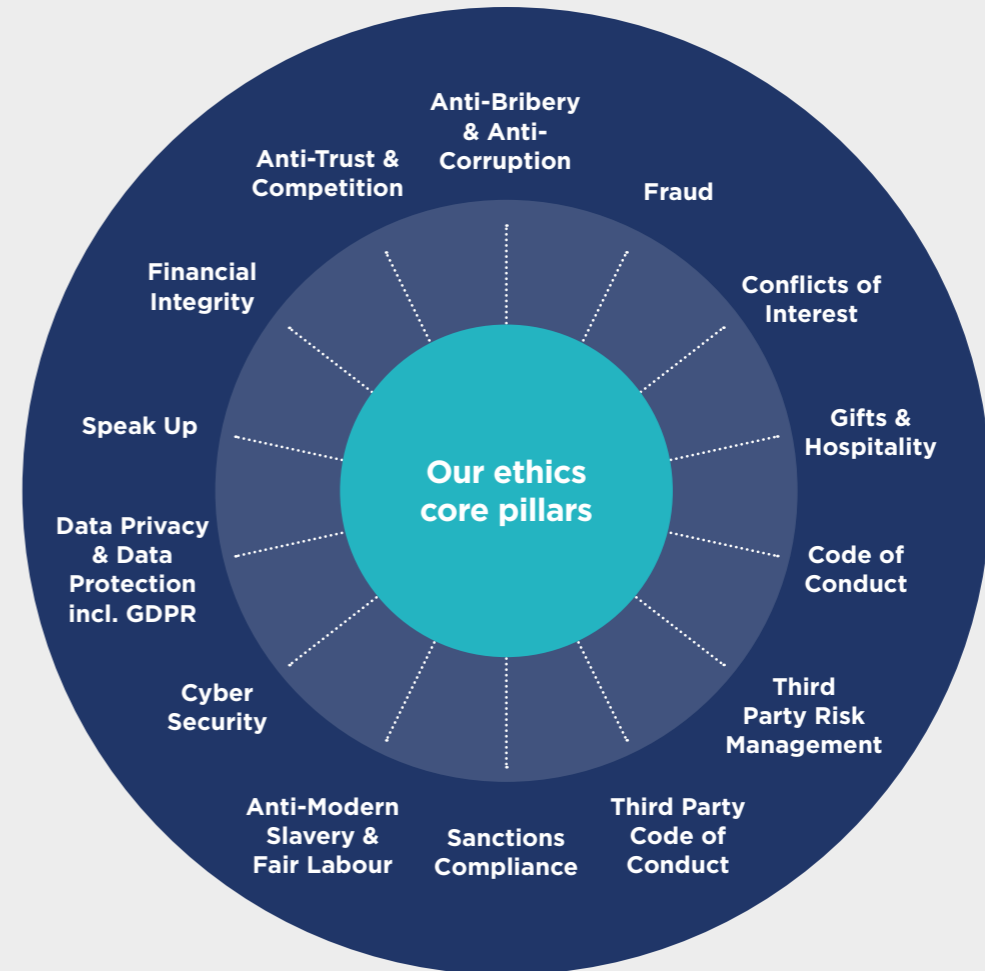 Anti-Bribery
& Anti-
Corruption
Fraud
Conflicts of
Interest
Gifts &
Hospitality
Code of
Conduct
Third
Party Risk
Management
Third Party
Code of
Conduct
Sanctions
Compliance
Anti-Modern
Slavery &
Fair Labour
Cyber
Security
Data Privacy
& Data
Protection
incl. GDPR
Speak Up
Financial
Integrity
Anti-Trust &
Competition
Our ethics
core pillars